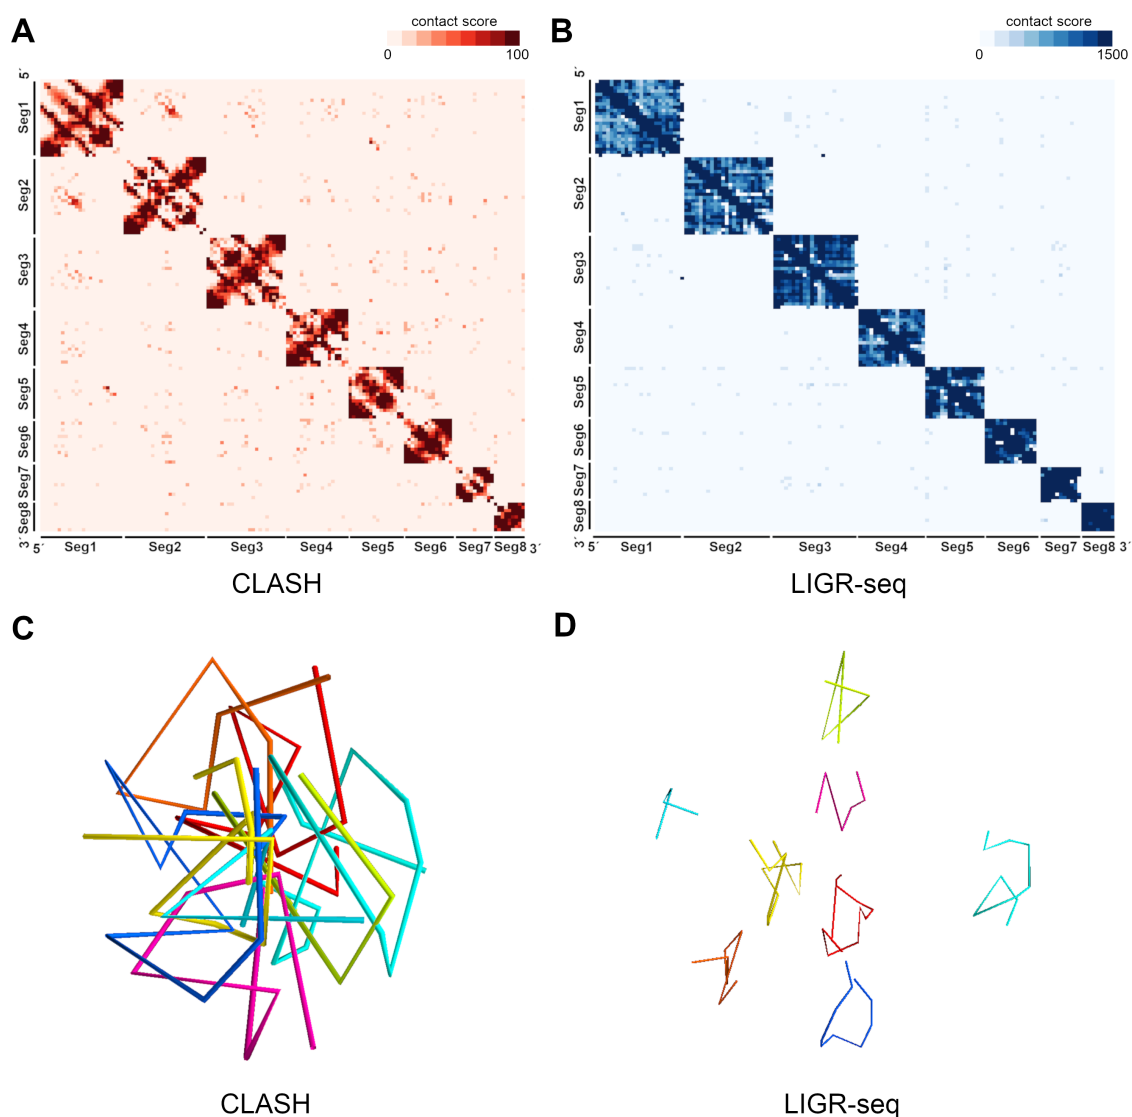 A
contact score
0 100
B
contact score
0 1500
5´
Seg1
Seg2
Seg3
Seg4
Seg5
Seg6
Seg7
Seg8
3´
5´ Seg1 Seg2 Seg3 Seg4 Seg5 Seg6 Seg7 Seg8 3´
CLASH
5´
Seg1
Seg2
Seg3
Seg4
Seg5
Seg6
Seg7
Seg8
3´
5´ Seg1 Seg2 Seg3 Seg4 Seg5 Seg6 Seg7 Seg8 3´
LIGR-seq
C
D
CLASH
LIGR-seq